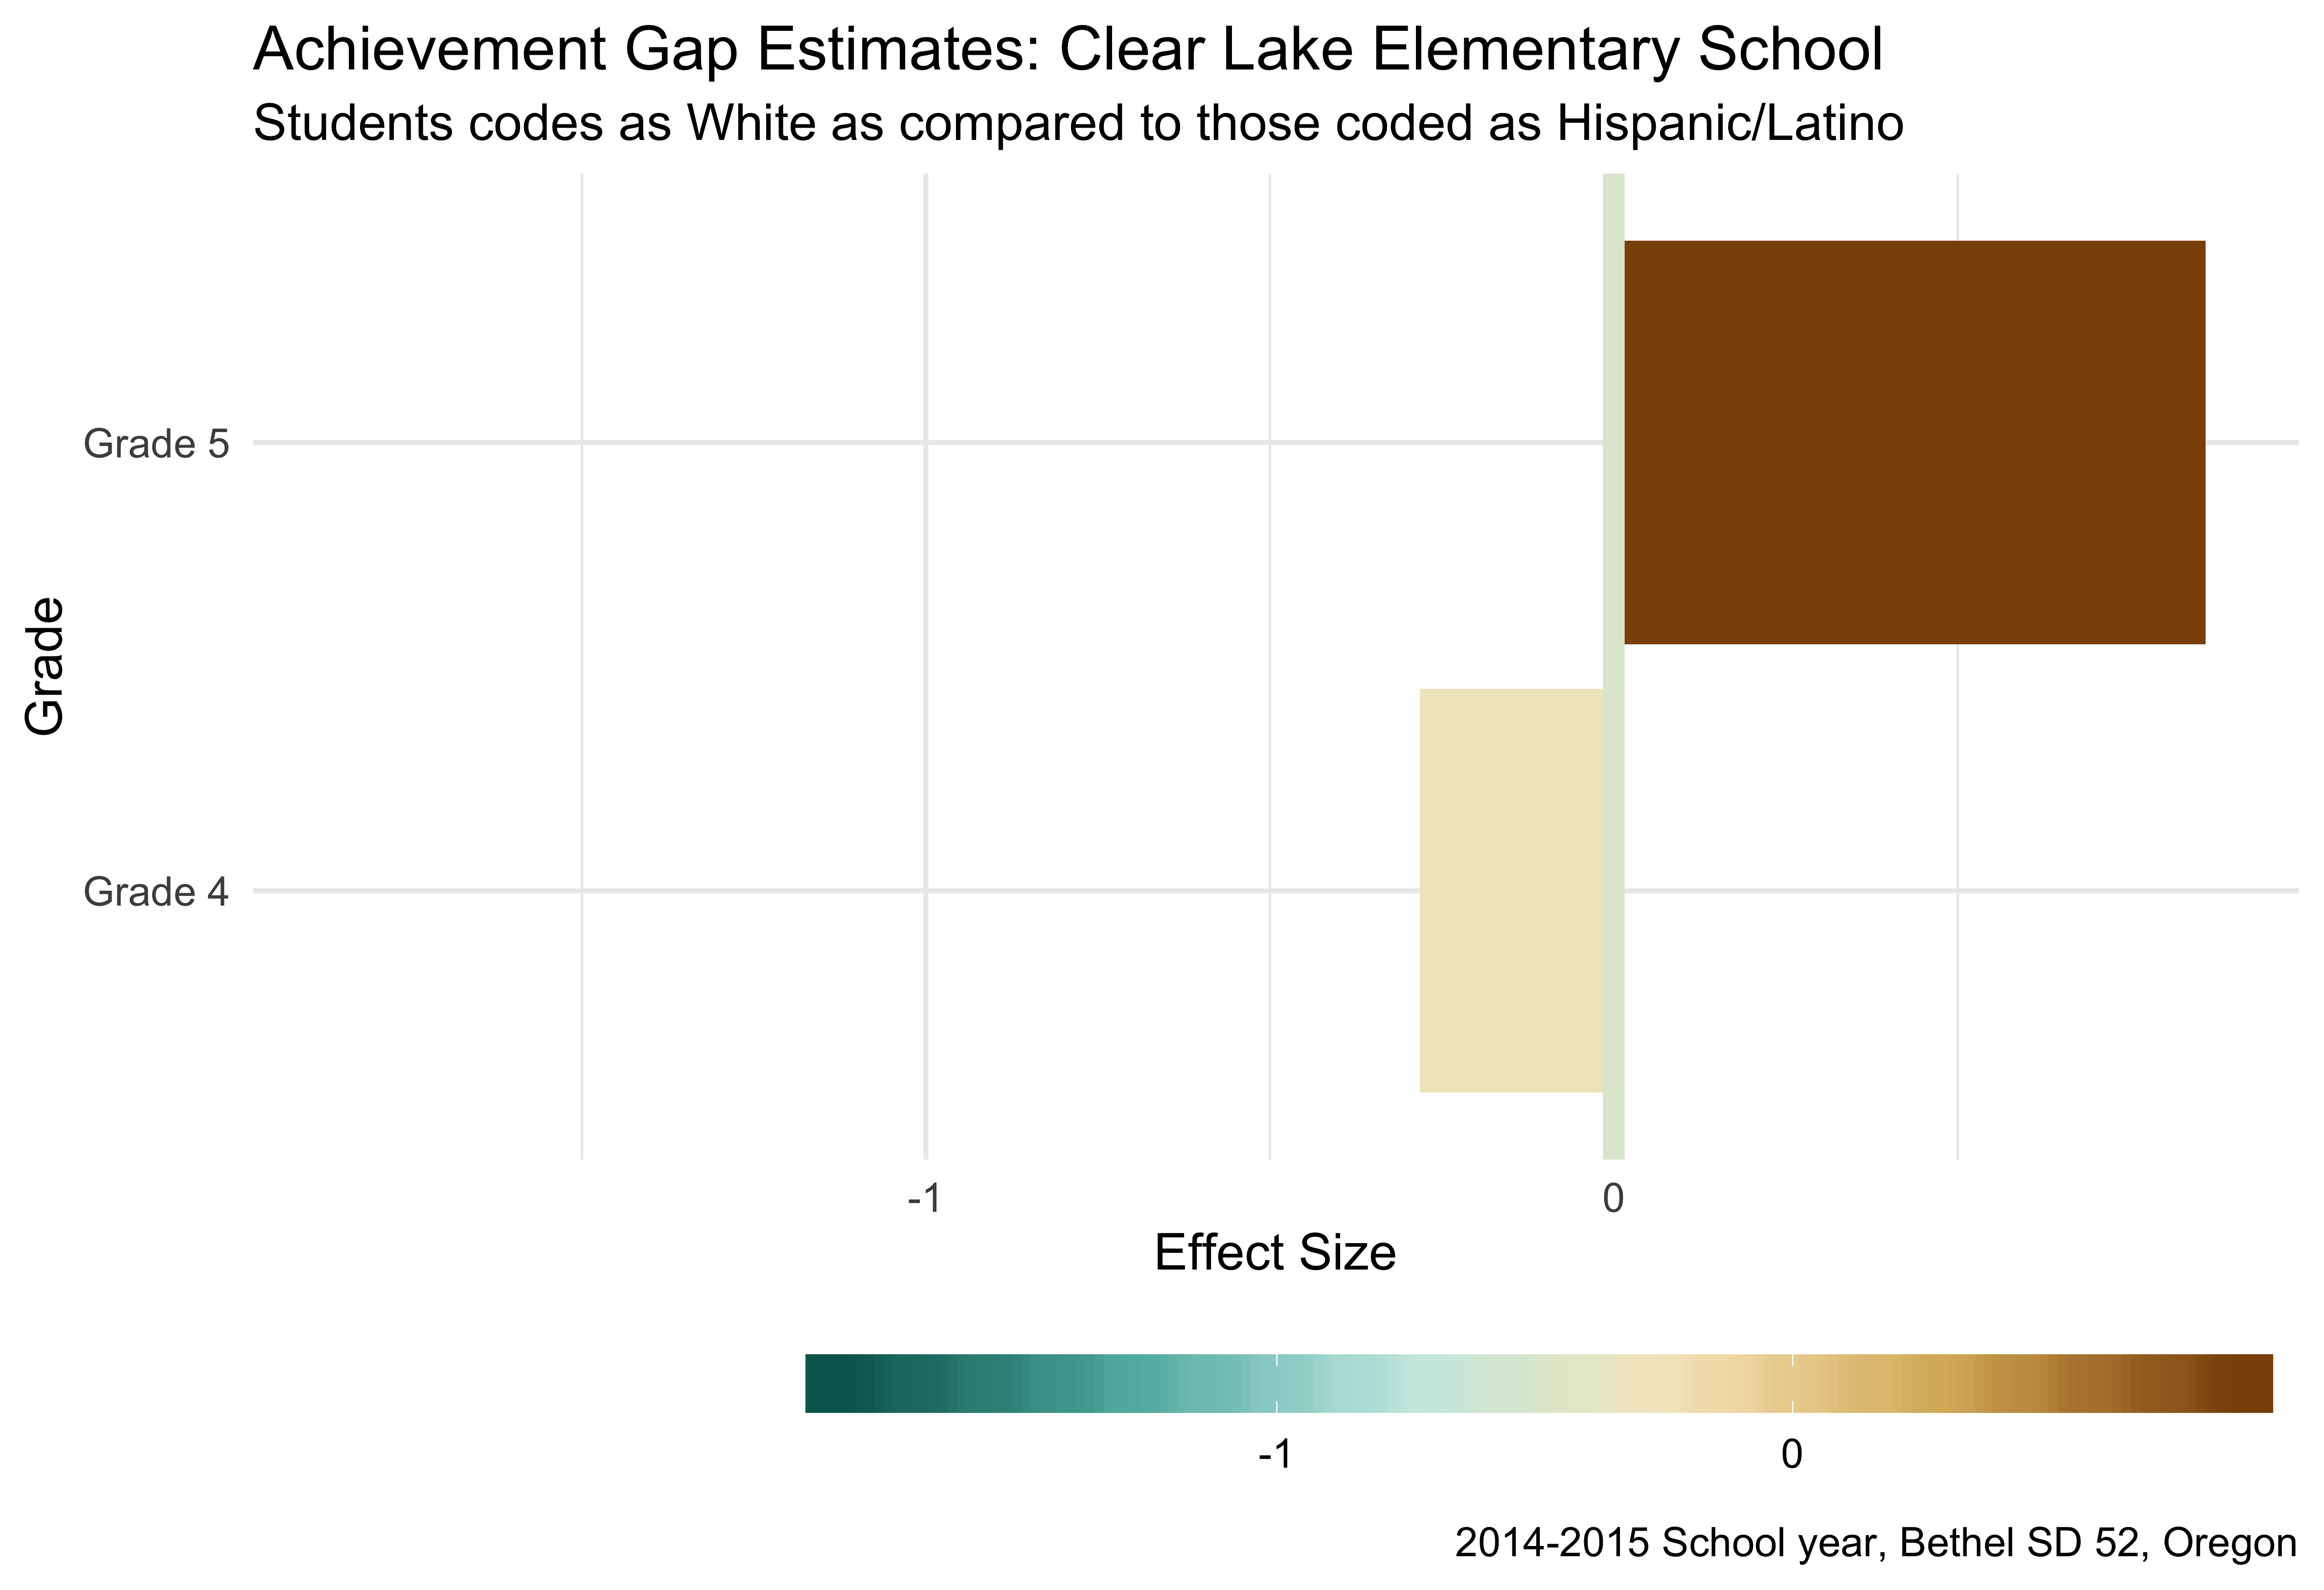 Achievement Gap Estimates: Clear Lake Elementary School
Students codes as White as compared to those coded as Hispanic/Latino
Grade
Grade 5
Grade 4
-1 0
Effect Size
-1 0
2014-2015 School year, Bethel SD 52, Oregon